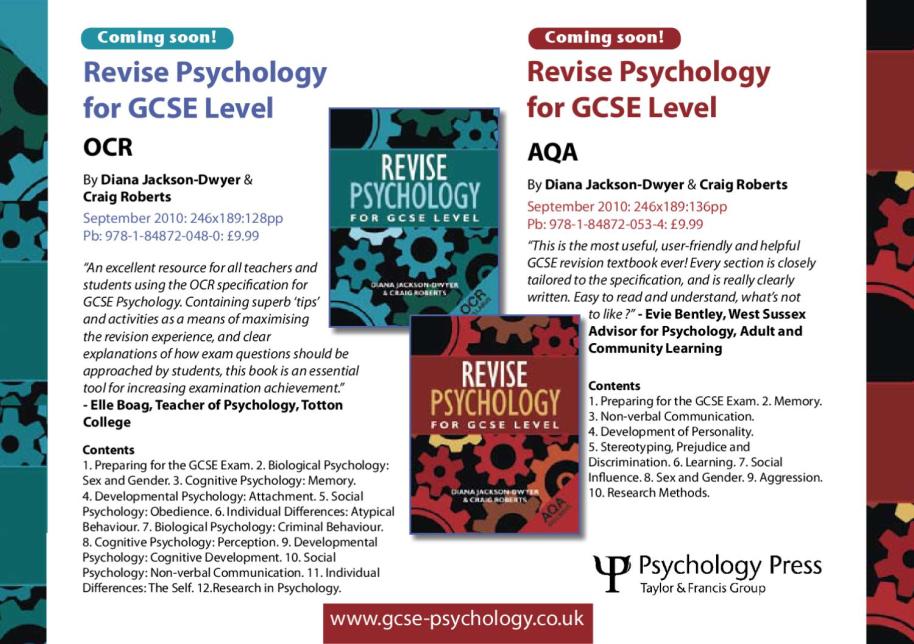 Coming soon!
Revise Psychology
for GCSE Level
OCR
By Diana Jackson-Dwyer &
Craig Roberts
September 2010: 246x189:128pp
Pb: 978-1-84872-048-0: £9.99
“An excellent resource for all teachers and
students using the OCR specification for
GCSE Psychology. Containing superb ‘tips’
and activities as a means of maximising
the revision experience, and clear
explanations of how exam questions should be
approached by students, this book is an essential
tool for increasing examination achievement.”
- Elle Boag, Teacher of Psychology, Totton
College
Contents
1. Preparing for the GCSE Exam. 2. Biological Psychology:
Sex and Gender. 3. Cognitive Psychology: Memory.
4. Developmental Psychology: Attachment. 5. Social
Psychology: Obedience. 6. Individual Differences: Atypical
Behaviour. 7. Biological Psychology: Criminal Behaviour.
8. Cognitive Psychology: Perception. 9. Developmental
Psychology: Cognitive Development. 10. Social
Psychology: Non-verbal Communication. 11. Individual
Differences: The Self. 12.Research in Psychology.
REVISE
PSYCHOLOGY
FOR GCSE LEVEL
DIANA JACKSON-DWYER
& CRAIG ROBERTS
OCR
REVISE
PSYCHOLOGY
FOR GCSE LEVEL
DIANA JACKSON-DWYER
& CRAIG ROBERTS
AQA
Coming soon!
Revise Psychology
for GCSE Level
AQA
By Diana Jackson-Dwyer & Craig Roberts
September 2010: 246x189:136pp
Pb: 978-1-84872-053-4: £9.99
“This is the most useful, user-friendly and helpful
GCSE revision textbook ever! Every section is closely
tailored to the specification, and is really clearly
written. Easy to read and understand, what’s not
to like ?” - Evie Bentley, West Sussex
Advisor for Psychology, Adult and
Community Learning
Contents
1. Preparing for the GCSE Exam. 2. Memory.
3. Non-verbal Communication.
4. Development of Personality.
5. Stereotyping, Prejudice and
Discrimination. 6. Learning. 7. Social
Influence. 8. Sex and Gender. 9. Aggression.
10. Research Methods.
Psychology Press
Taylor & Francis Group
www.gcse-psychology.co.uk